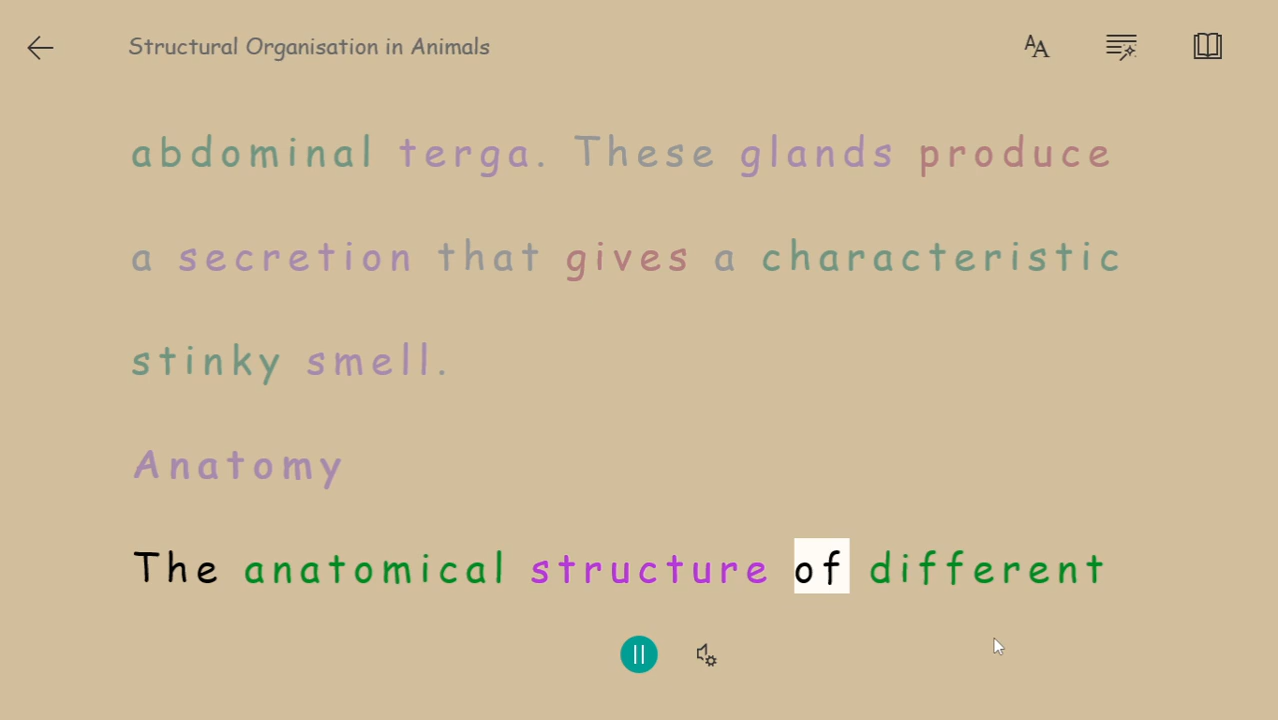 Structural Organisation in Animals
abdominal terga. These glands produce
a secretion that gives a characteristic
stinky smell.
Anatomy
The anatomical structure of different